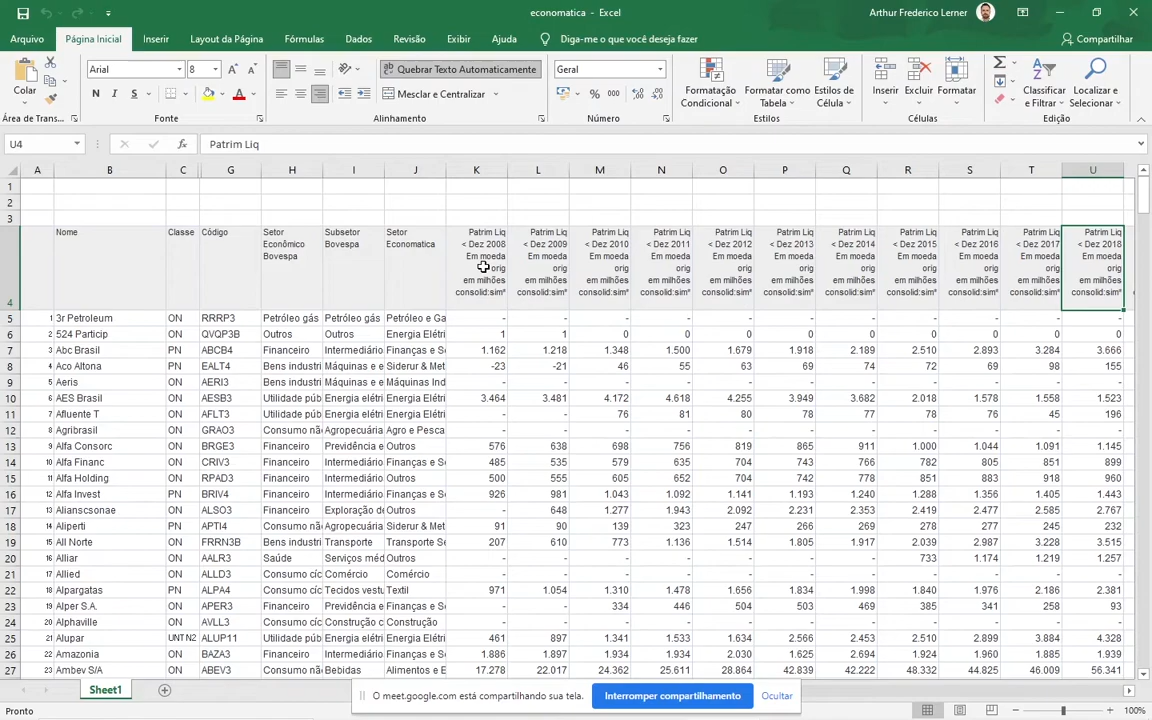 economatica - Excel
Arthur Frederico Lerner
Arquivo Página Inicial Inserir Layout da Página Fórmulas Dados Revisão Exibir Ajuda Diga-me o que você deseja fazer Compartilhar
Colar
Arial 8
Quebrar Texto Automaticamente
Geral
N I S
Mesclar e Centralizar
% 000
Formatação Condicional
Formatar como Tabela
Estilos de Célula
Inserir Excluir Formatar
Classificar e Filtrar
Localizar e Selecionar
Área de Transf... Fonte Alinhamento Número Estilos Células Edição
U4 fx Patrim Liq
A B C G H I J K L M N O P Q R S T U
1
2
3
4
Nome
Classe
Código
Setor Econômico Bovespa
Subsetor Bovespa
Setor Economatica
Patrim Liq < Dez 2008 Em moeda orig em milhões consolid:sim*
Patrim Liq < Dez 2009 Em moeda orig em milhões consolid:sim*
Patrim Liq < Dez 2010 Em moeda orig em milhões consolid:sim*
Patrim Liq < Dez 2011 Em moeda orig em milhões consolid:sim*
Patrim Liq < Dez 2012 Em moeda orig em milhões consolid:sim*
Patrim Liq < Dez 2013 Em moeda orig em milhões consolid:sim*
Patrim Liq < Dez 2014 Em moeda orig em milhões consolid:sim*
Patrim Liq < Dez 2015 Em moeda orig em milhões consolid:sim*
Patrim Liq < Dez 2016 Em moeda orig em milhões consolid:sim*
Patrim Liq < Dez 2017 Em moeda orig em milhões consolid:sim*
Patrim Liq < Dez 2018 Em moeda orig em milhões consolid:sim*
5 1 3r Petroleum ON RRRP3 Petróleo gás Petróleo gás Petróleo e Ga - - - - - - - - - - -
6 2 524 Particip ON QVQP3B Outros Outros Energia Elétri 1 1 0 0 0 0 0 0 0 0 0
7 3 Abc Brasil PN ABCB4 Financeiro Intermediário Finanças e Se 1.162 1.218 1.348 1.500 1.679 1.918 2.189 2.510 2.893 3.284 3.666
8 4 Aco Altona PN EALT4 Bens industri Máquinas e e Siderur & Met -23 -21 46 55 63 69 74 72 69 98 155
9 5 Aeris ON AERI3 Bens industri Máquinas e e Máquinas Ind - - - - - - - - - - -
10 6 AES Brasil ON AESB3 Utilidade púb Energia elétri Energia Elétri 3.464 3.481 4.172 4.618 4.255 3.949 3.682 2.018 1.578 1.558 1.523
11 7 Afluente T ON AFLT3 Utilidade púb Energia elétri Energia Elétri - - 76 81 80 78 77 78 76 45 196
12 8 Agribrasil ON GRAO3 Consumo nã Agropecuária Agro e Pesca - - - - - - - - - - -
13 9 Alfa Consorc ON BRGE3 Financeiro Previdência e Outros 576 638 698 756 819 865 911 1.000 1.044 1.091 1.145
14 10 Alfa Financ ON CRIV3 Financeiro Intermediário Finanças e Se 485 535 579 635 704 743 766 782 805 851 899
15 11 Alfa Holding ON RPAD3 Financeiro Intermediário Outros 500 555 605 652 704 742 778 851 883 918 960
16 12 Alfa Invest PN BRIV4 Financeiro Intermediário Finanças e Se 926 981 1.043 1.092 1.141 1.193 1.240 1.288 1.356 1.405 1.443
17 13 Alianscsonae ON ALSO3 Financeiro Exploração de Outros - 648 1.277 1.943 2.092 2.231 2.353 2.419 2.477 2.585 2.767
18 14 Aliperti PN APTI4 Consumo nã Agropecuária Siderur & Met 91 90 139 323 247 266 269 278 277 245 232
19 15 All Norte ON FRRN3B Bens industri Transporte Transporte Se 207 610 773 1.136 1.514 1.805 1.917 2.039 2.987 3.228 3.515
20 16 Alliar ON AALR3 Saúde Serviços méd Outros - - - - - - - 733 1.174 1.219 1.257
21 17 Allied ON ALLD3 Consumo cíc Comércio Comércio - - - - - - - - - - -
22 18 Alpargatas PN ALPA4 Consumo cíc Tecidos vestu Textil 971 1.054 1.310 1.478 1.656 1.834 1.998 1.840 1.976 2.186 2.381
23 19 Alper S.A. ON APER3 Financeiro Previdência e Outros - - 334 446 504 503 469 385 341 258 93
24 20 Alphaville ON AVLL3 Consumo cíc Construção c Construção - - - - - - - - - - -
25 21 Alupar UNT N2 ALUP11 Utilidade púb Energia elétri Energia Elétri 461 897 1.341 1.533 1.634 2.566 2.453 2.510 2.899 3.884 4.328
26 22 Amazonia ON BAZA3 Financeiro Intermediário Finanças e Se 1.886 1.897 1.934 2.030 1.995 1.914 1.934 1.924 1.960 1.885 1.939
27 23 Ambev S/A ON ABEV3 Consumo nã Bebidas Alimentos e E 17.278 22.017 24.362 25.611 28.864 42.839 42.222 48.332 44.825 46.009 56.341
Sheet1
O meet.google.com está compartilhando sua tela. Interromper compartilhamento Ocultar
Pronto 100%